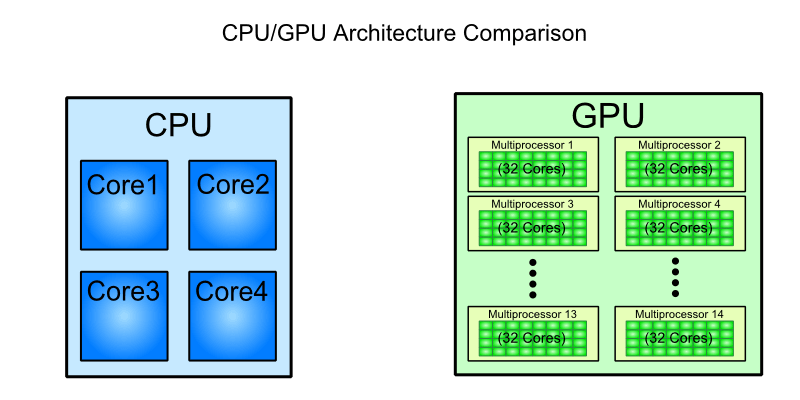 CPU/GPU Architecture Comparison
CPU
Core1
Core2
Core3
Core4
GPU
Multiprocessor 1
(32 Cores)
Multiprocessor 2
(32 Cores)
Multiprocessor 3
(32 Cores)
Multiprocessor 4
(32 Cores)
Multiprocessor 13
(32 Cores)
Multiprocessor 14
(32 Cores)